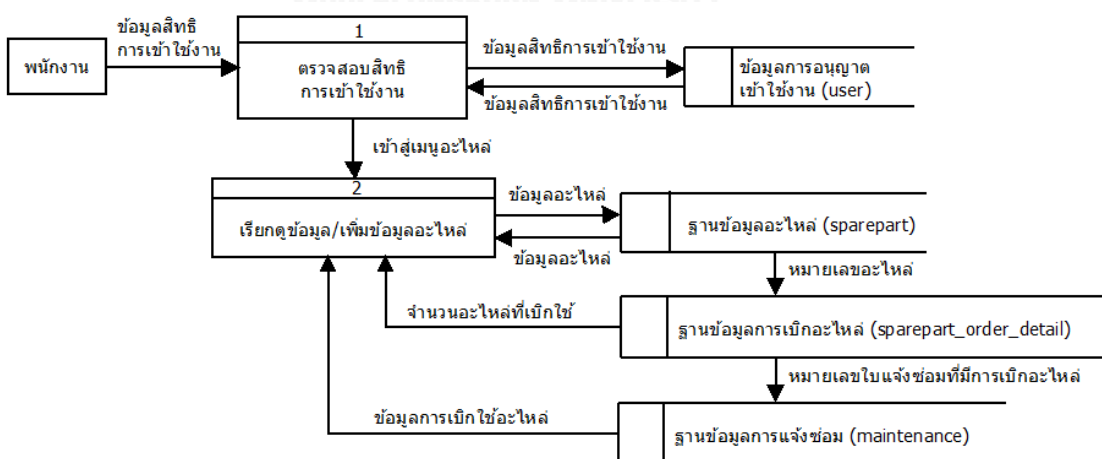 ข้อมูลสิทธิ
การเข้าใช้งาน
พนักงาน
1
ตรวจสอบสิทธิ
การเข้าใช้งาน
ข้อมูลสิทธิการเข้าใช้งาน
ข้อมูลสิทธิการเข้าใช้งาน
ข้อมูลการอนุญาต
เข้าใช้งาน (user)
เข้าสู่เมนูอะไหล่
2
เรียกดูข้อมูล/เพิ่มข้อมูลอะไหล่
ข้อมูลอะไหล่
ข้อมูลอะไหล่
ฐานข้อมูลอะไหล่ (sparepart)
หมายเลขอะไหล่
จำนวนอะไหล่ที่เบิกใช้
ฐานข้อมูลการเบิกอะไหล่ (sparepart_order_detail)
หมายเลขใบแจ้งซ่อมที่มีการเบิกอะไหล่
ข้อมูลการเบิกใช้อะไหล่
ฐานข้อมูลการแจ้งซ่อม (maintenance)